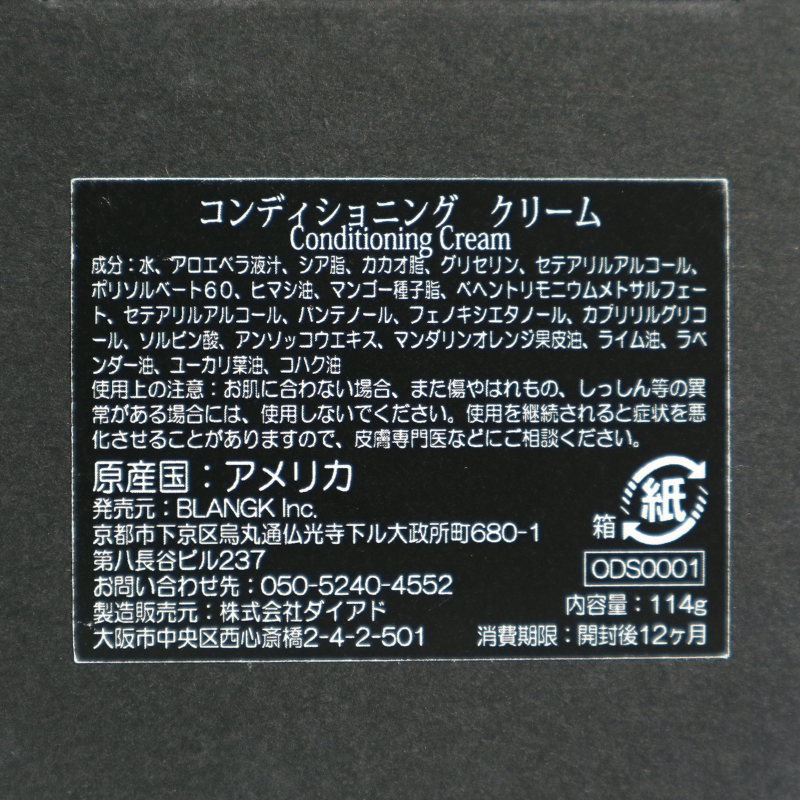 コンディショニング クリーム
Conditioning Cream
成分：水、アロエベラ液汁、シア脂、カカオ脂、グリセリン、セテアリルアルコール、
ポリソルベート６０、ヒマシ油、マンゴー種子脂、ベヘントリモニウムメトサルフェー
ト、セテアリルアルコール、パンテノール、フェノキシエタノール、カプリリルグリコ
ール、ソルビン酸、アンソッコウエキス、マンダリンオレンジ果皮油、ライム油、ラベ
ンダー油、ユーカリ葉油、コハク油
使用上の注意：お肌に合わない場合、また傷やはれもの、しっしん等の異
常がある場合には、使用しないでください。使用を継続されると症状を悪
化させることがありますので、皮膚専門医などにご相談ください。
原産国：アメリカ
発売元：BLANGK Inc.
京都市下京区烏丸通仏光寺下ル大政所町680-1
第八長谷ビル237
お問い合わせ先：050-5240-4552
製造販売元：株式会社ダイアド
大阪市中央区西心斎橋2-4-2-501
紙
箱
ODS0001
内容量：114g
消費期限：開封後12ヶ月